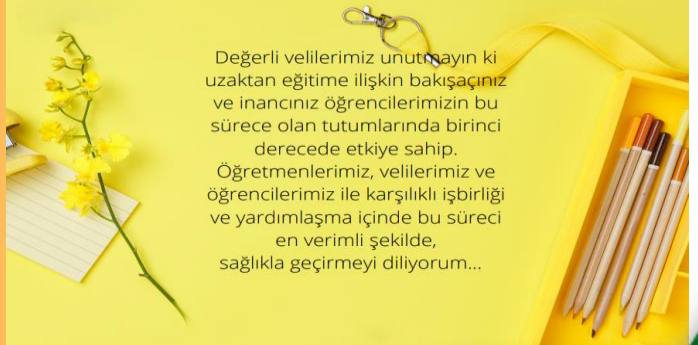 Değerli velilerimiz unutmayın ki
uzaktan eğitime ilişkin bakışaçınız
ve inancınız öğrencilerimizin bu
sürece olan tutumlarında birinci
derecede etkiye sahip.
Öğretmenlerimiz, velilerimiz ve
öğrencilerimiz ile karşılıklı işbirliği
ve yardımlaşma içinde bu süreci
en verimli şekilde,
sağlıkla geçirmeyi diliyorum...